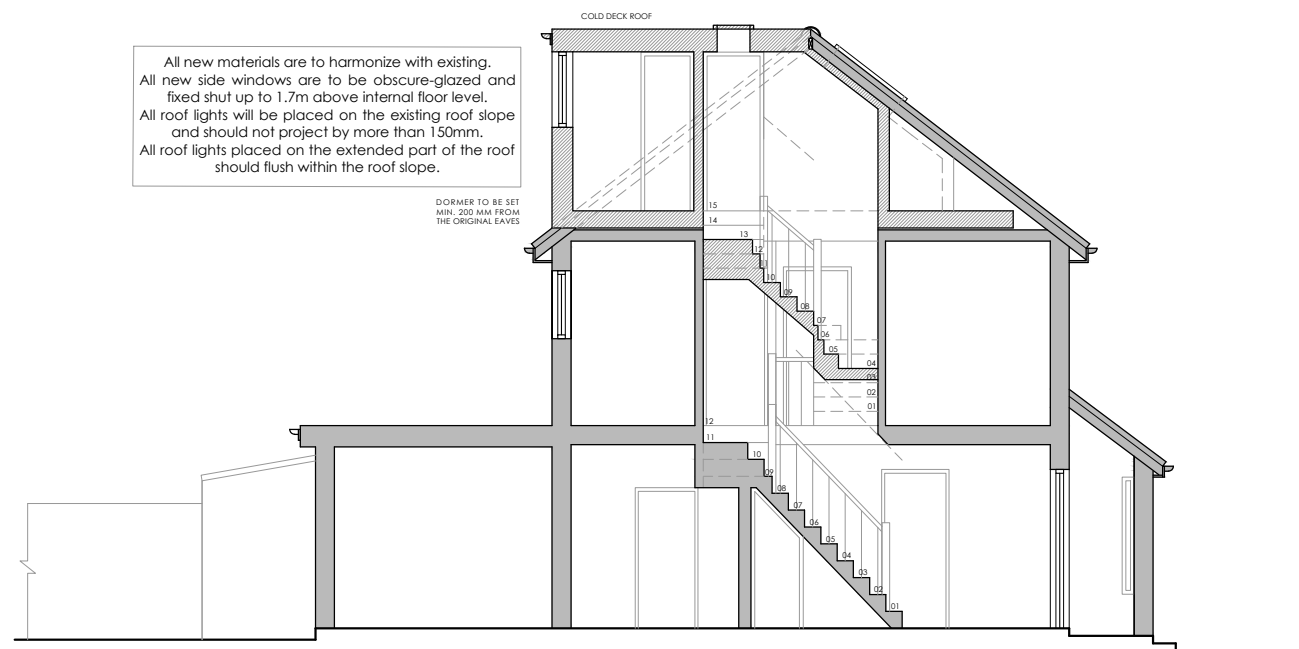 COLD DECK ROOF
All new materials are to harmonize with existing.
All new side windows are to be obscure-glazed and
fixed shut up to 1.7m above internal floor level.
All roof lights will be placed on the existing roof slope
and should not project by more than 150mm.
All roof lights placed on the extended part of the roof
should flush within the roof slope.
DORMER TO BE SET
MIN. 200 MM FROM
THE ORIGINAL EAVES
15
14
13
12
11
10
09
08
07
06
05
04
03
02
01
12
11
10
09
08
07
06
05
04
03
02
01